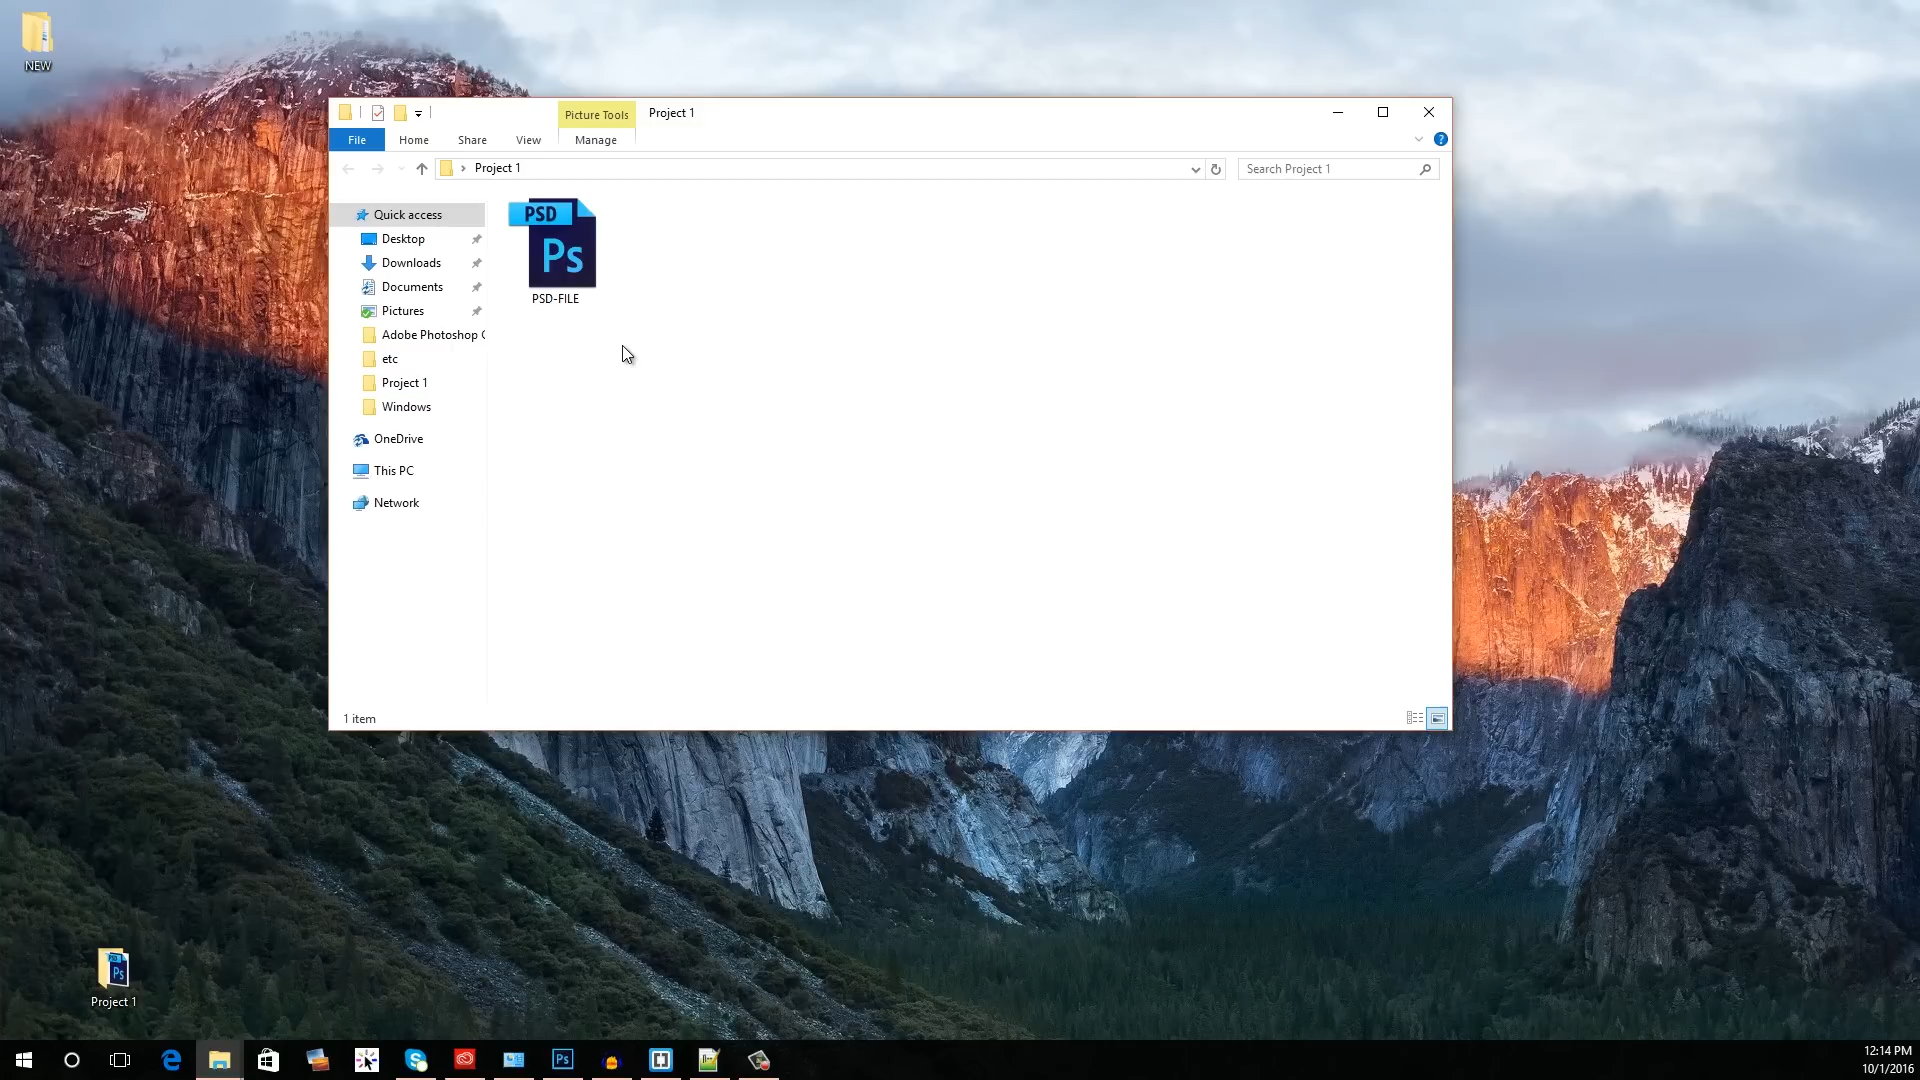 NEW
Picture Tools
Project 1
File
Home
Share
View
Manage
?
Project 1
Search Project 1
Quick access
Desktop
Downloads
Documents
Pictures
Adobe Photoshop C
etc
Project 1
Windows
OneDrive
This PC
Network
PSD
Ps
PSD-FILE
1 item
Ps
Project 1
Ps
12:14 PM
10/1/2016